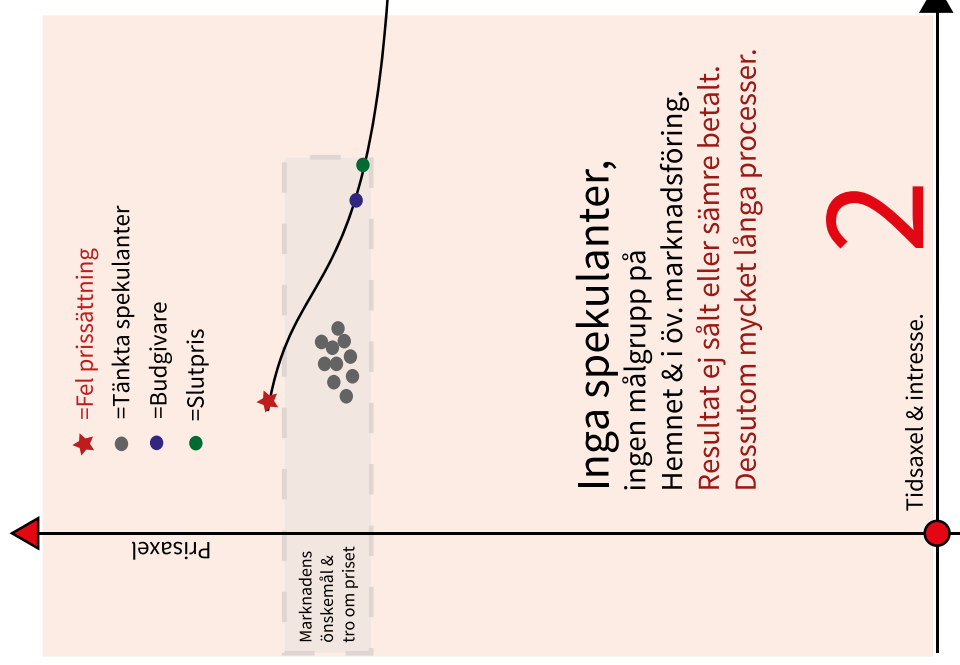 =Fel prissättning
=Tänkta spekulanter
=Budgivare
=Slutpris
Prisaxel
Marknadens
önskemål &
tro om priset
Inga spekulanter,
ingen målgrupp på
Hemnet & i öv. marknadsföring.
Resultat ej sålt eller sämre betalt.
Dessutom mycket långa processer.
2
Tidsaxel & intresse.